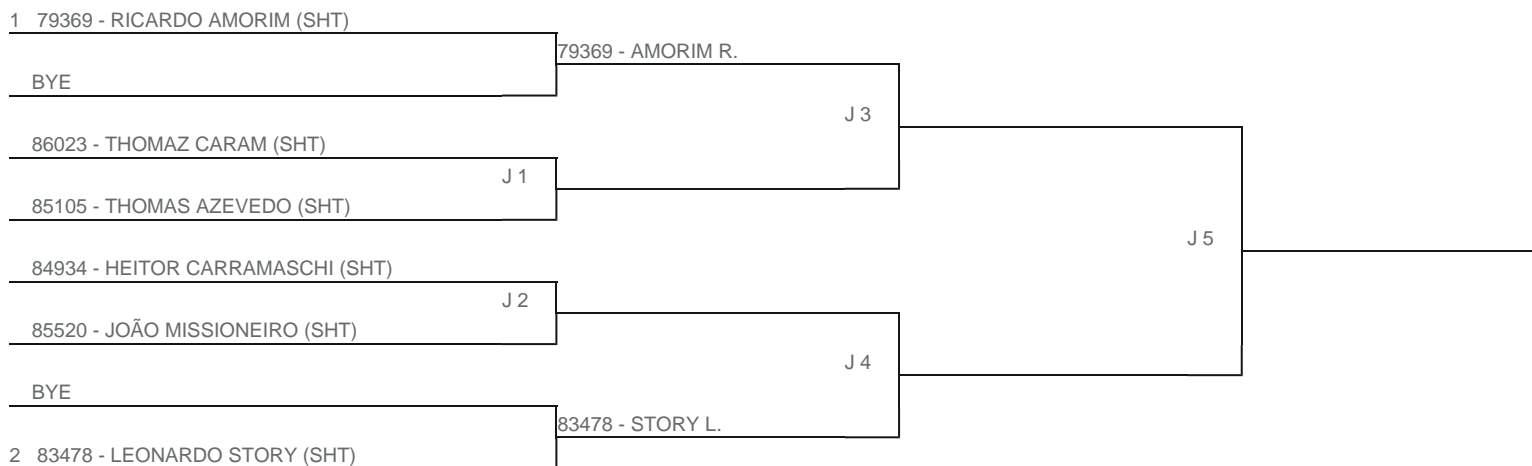 1 79369 - RICARDO AMORIM (SHT)
79369 - AMORIM R.
BYE
J 3
86023 - THOMAZ CARAM (SHT)
J 1
85105 - THOMAS AZEVEDO (SHT)
J 5
84934 - HEITOR CARRAMASCHI (SHT)
J 2
85520 - JOÃO MISSIONEIRO (SHT)
J 4
BYE
83478 - STORY L.
2 83478 - LEONARDO STORY (SHT)